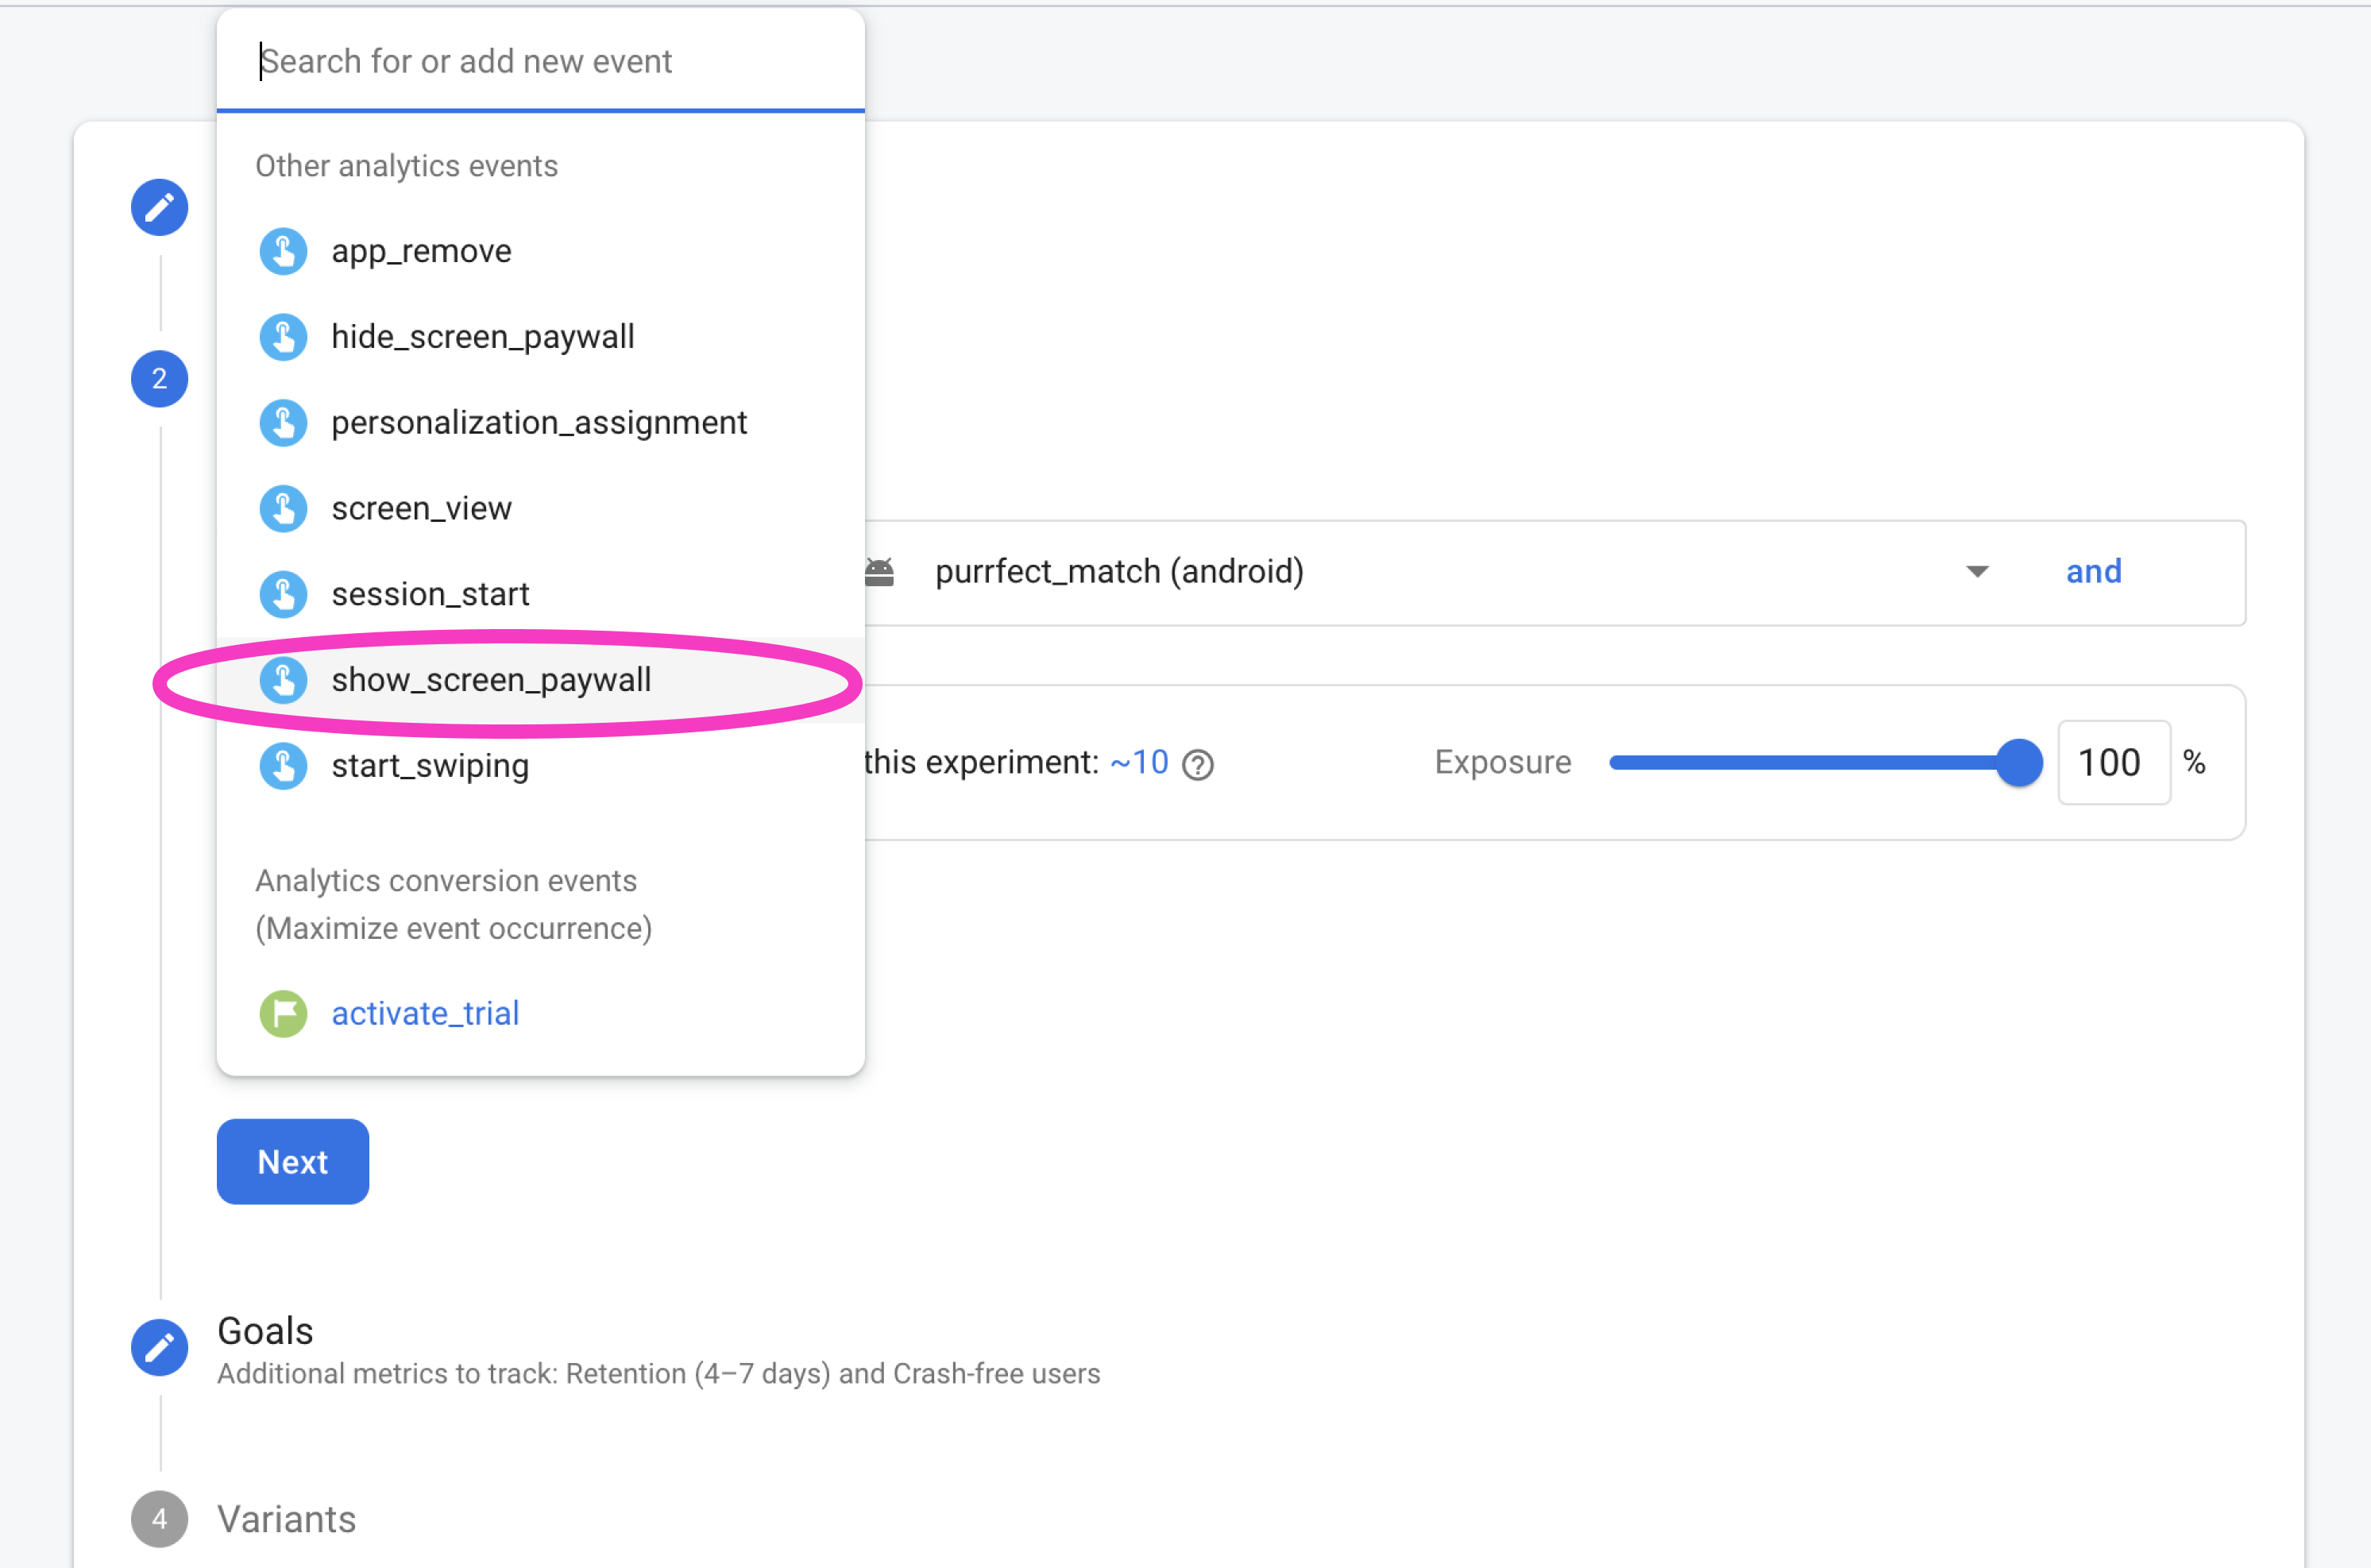 Search for or add new event
Other analytics events
app_remove
hide_screen_paywall
2
personalization_assignment
screen_view
purrfect_match (android)
and
session_start
show_screen_paywall
start_swiping
this experiment: ~10
Exposure
100
%
Analytics conversion events
(Maximize event occurrence)
activate_trial
Next
Goals
Additional metrics to track: Retention (4–7 days) and Crash-free users
4
Variants